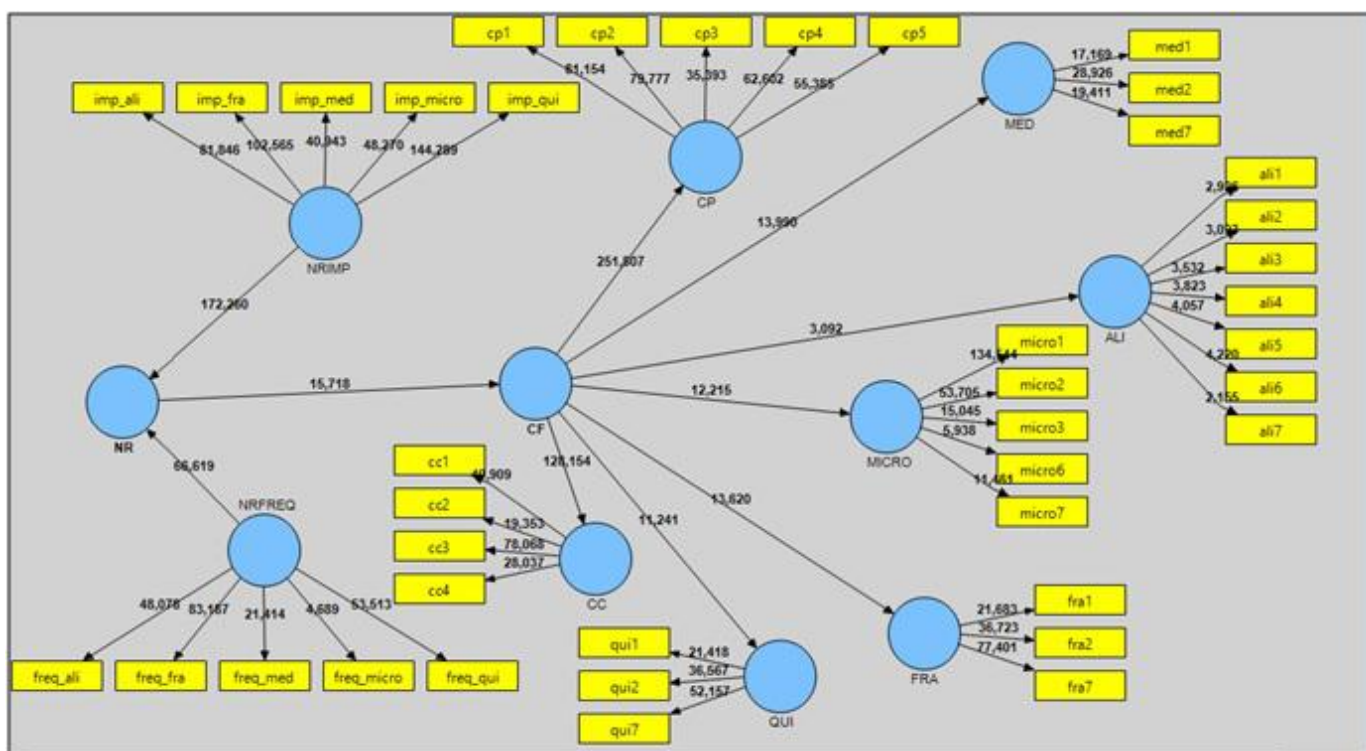 cp1 cp2 cp3 cp4 cp5
61,154 79,777 35,393 62,602 55,385
CP
med1
med2
med7
17,169
28,926
19,411
MED
imp_ali imp_fra imp_med imp_micro imp_qui
102,565 40,943 48,270 144,289
NRIMP
172,260
251,807
13,990
ali1
ali2
ali3
ali4
ali5
ali6
ali7
3,532
3,823
4,057
4,220
2,155
ALI
3,092
NR
15,718
CF
12,215
micro1
micro2
micro3
micro6
micro7
53,705
15,045
5,938
11,461
MICRO
66,619
128,154
11,241
13,620
cc1
cc2
cc3
cc4
19,353
78,068
28,037
CC
NRFREQ
48,078 83,187 21,414 4,689 53,513
freq_ali freq_fra freq_med freq_micro freq_qui
qui1
qui2
qui7
21,418
36,567
52,157
QUI
fra1
fra2
fra7
21,683
36,723
77,401
FRA